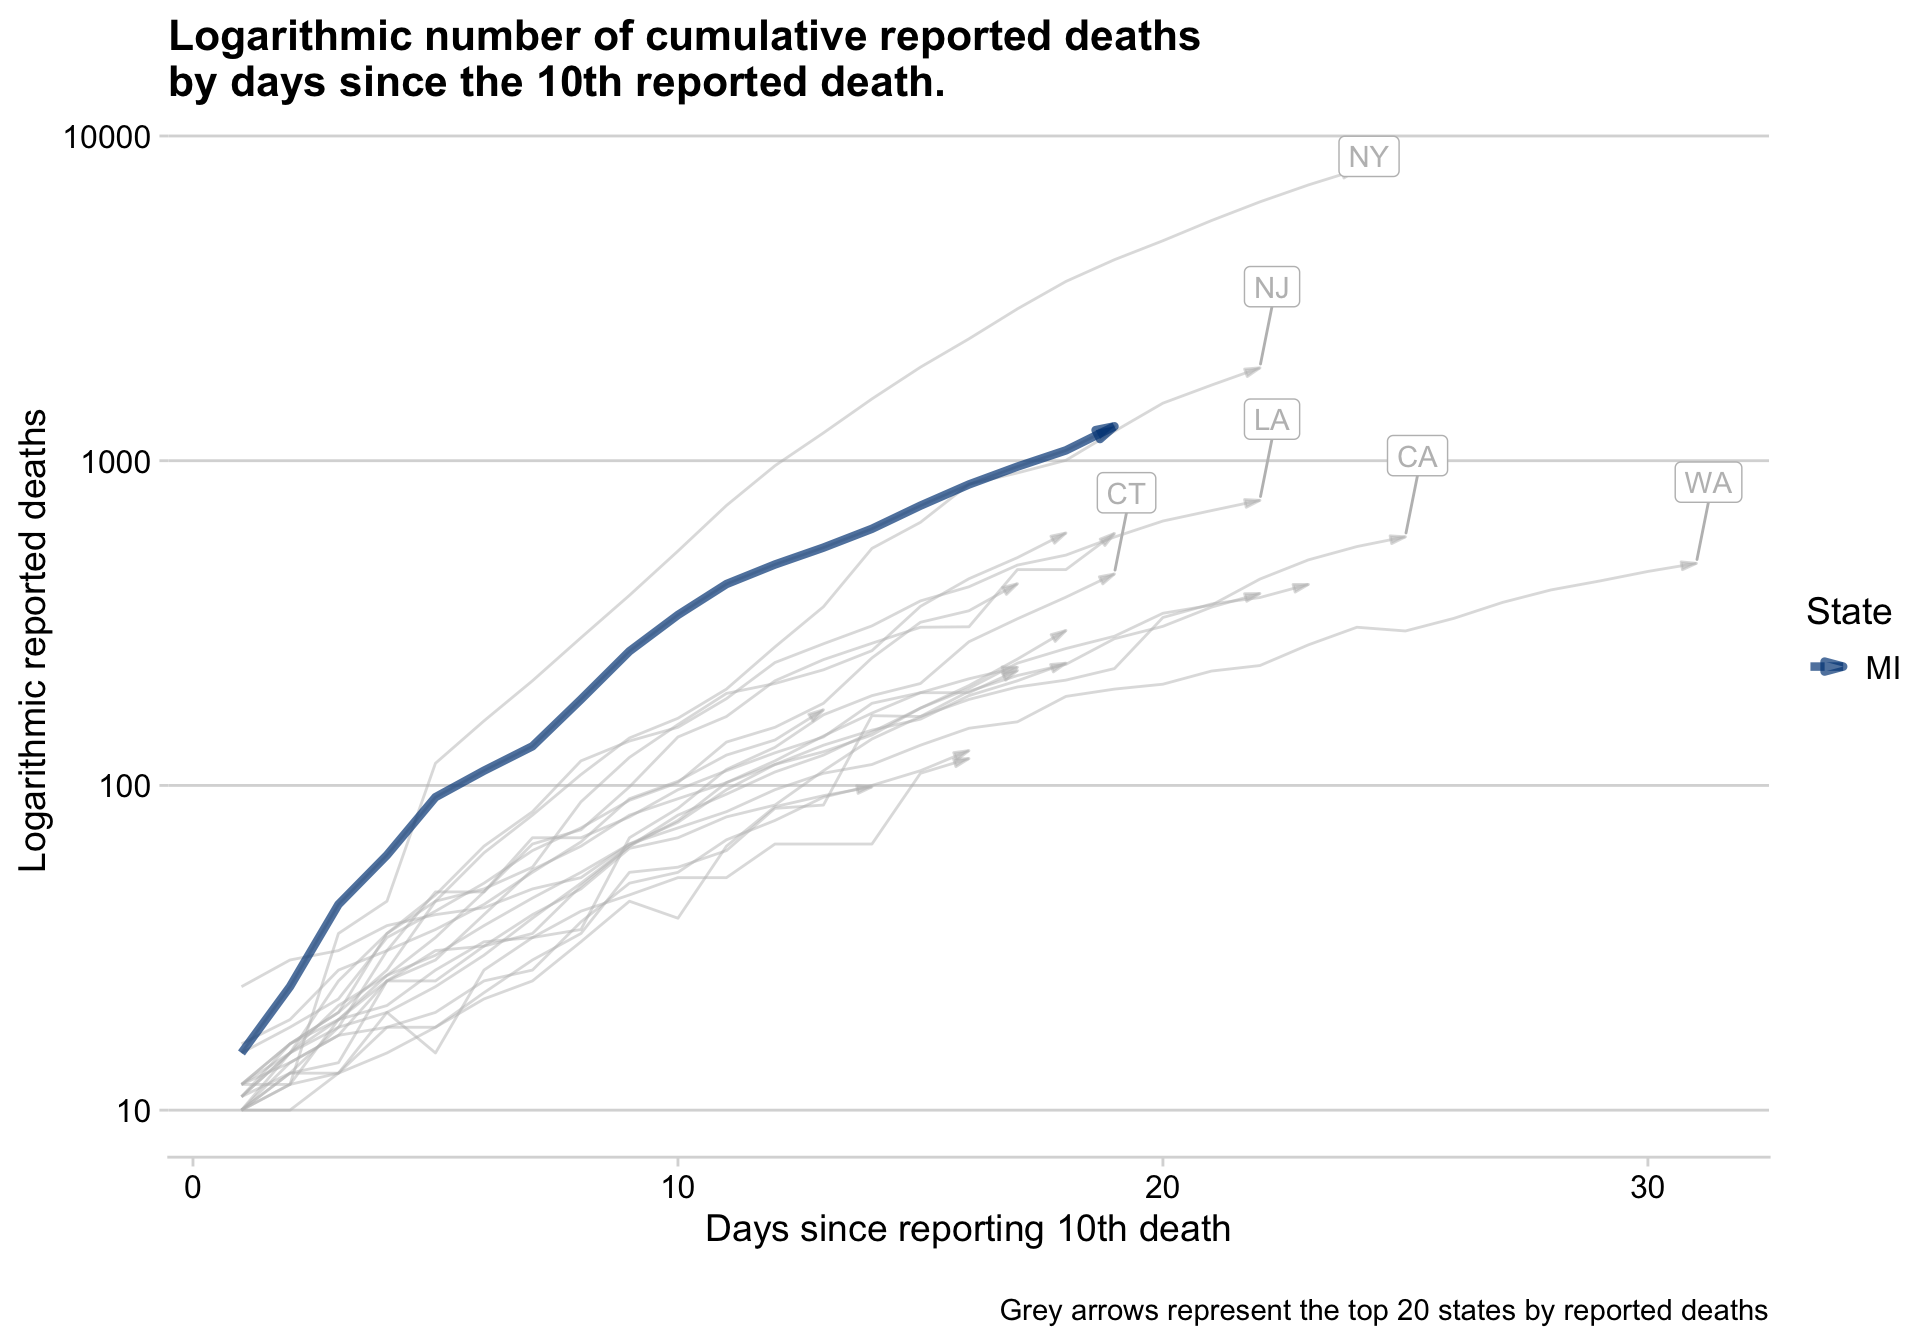 Logarithmic number of cumulative reported deaths
by days since the 10th reported death.
10000
1000
100
10
Logarithmic reported deaths
NY
NJ
LA
CA
WA
CT
State
MI
0 10 20 30
Days since reporting 10th death
Grey arrows represent the top 20 states by reported deaths